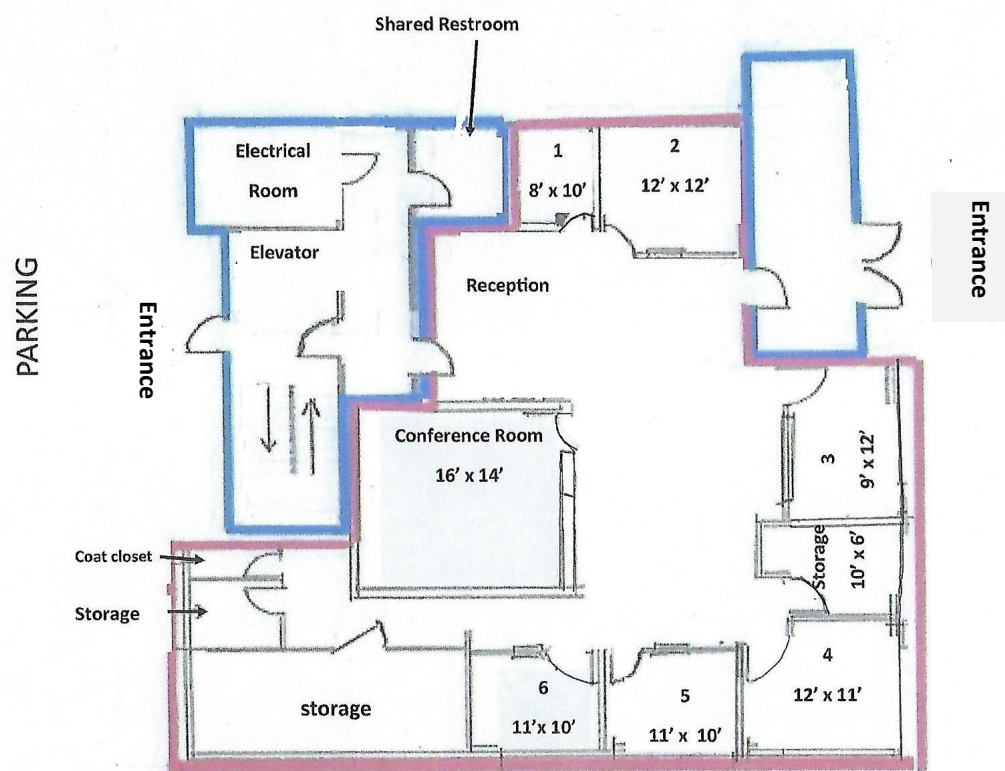 Shared Restroom
Electrical
Room
1
8’ x 10’
2
12’ x 12’
Entrance
Elevator
Reception
PARKING
Entrance
Conference Room
16’ x 14’
3
9’ x 12’
Coat closet
Storage
10’ x 6’
Storage
4
12’ x 11’
6
11’x 10’
5
11’ x 10’
storage